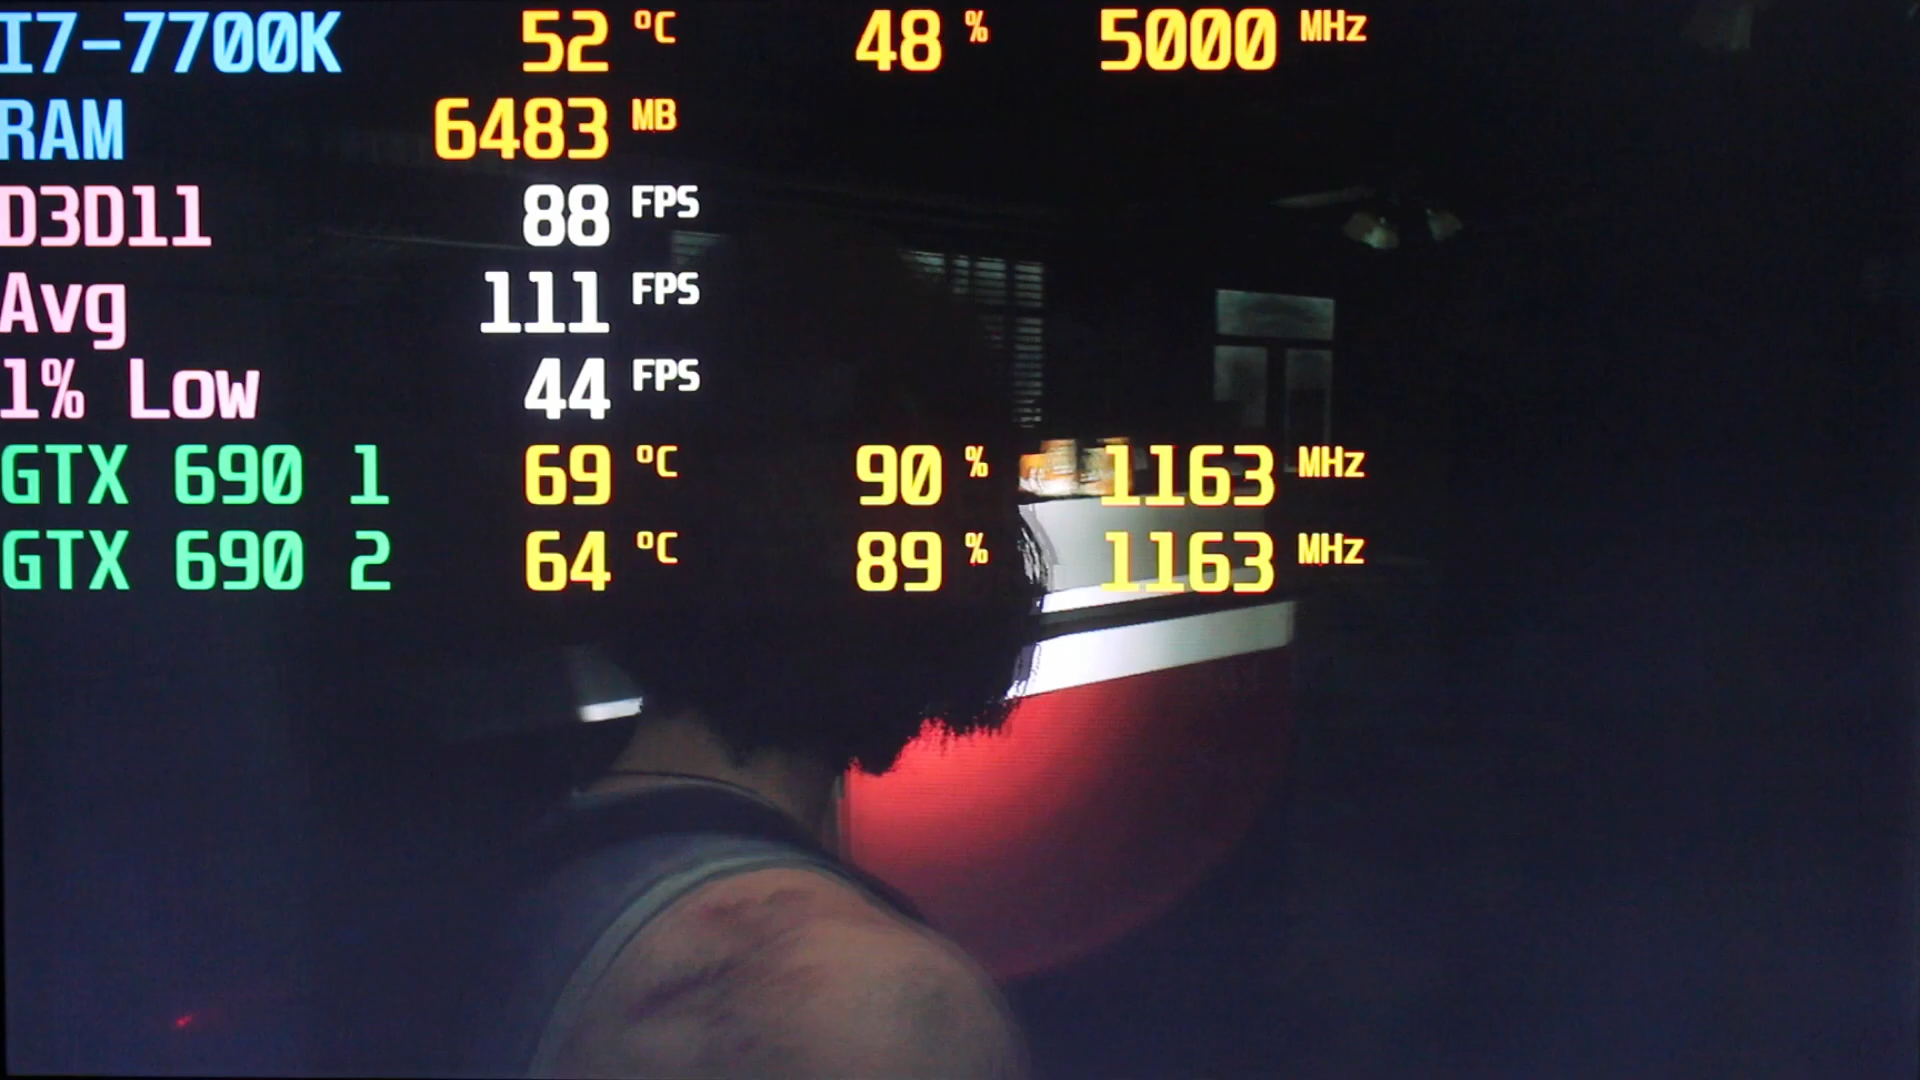 I7-7700K 52 °C 48 % 5000 MHz
RAM 6483 MB
D3D11 88 FPS
Avg 111 FPS
1% Low 44 FPS
GTX 690 1 69 °C 90 % 1163 MHz
GTX 690 2 64 °C 89 % 1163 MHz